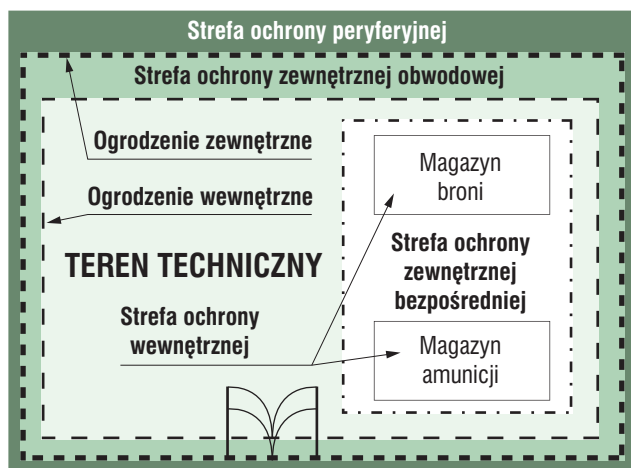 Strefa ochrony peryferyjnej
Strefa ochrony zewnętrznej obwodowej
Ogrodzenie zewnętrzne
Ogrodzenie wewnętrzne
TEREN TECHNICZNY
Strefa ochrony
wewnętrznej
Magazyn
broni
Strefa ochrony
zewnętrznej
bezpośredniej
Magazyn
amunicji